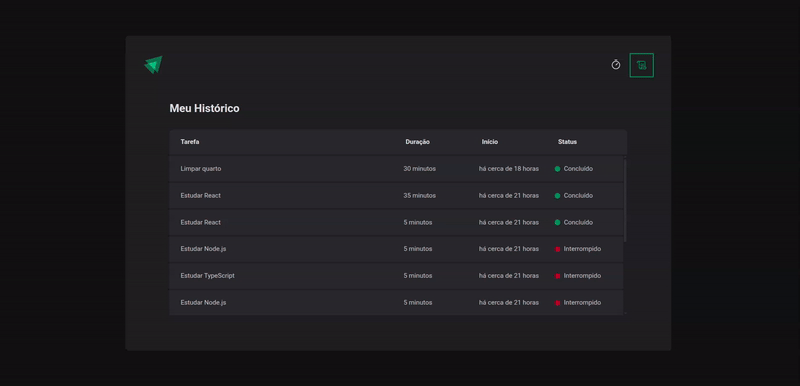 Meu Histórico
Tarefa Duração Início Status
Limpar quarto 30 minutos há cerca de 18 horas Concluído
Estudar React 35 minutos há cerca de 21 horas Concluído
Estudar React 5 minutos há cerca de 21 horas Concluído
Estudar Node.js 5 minutos há cerca de 21 horas Interrompido
Estudar TypeScript 5 minutos há cerca de 21 horas Interrompido
Estudar Node.js 5 minutos há cerca de 21 horas Interrompido